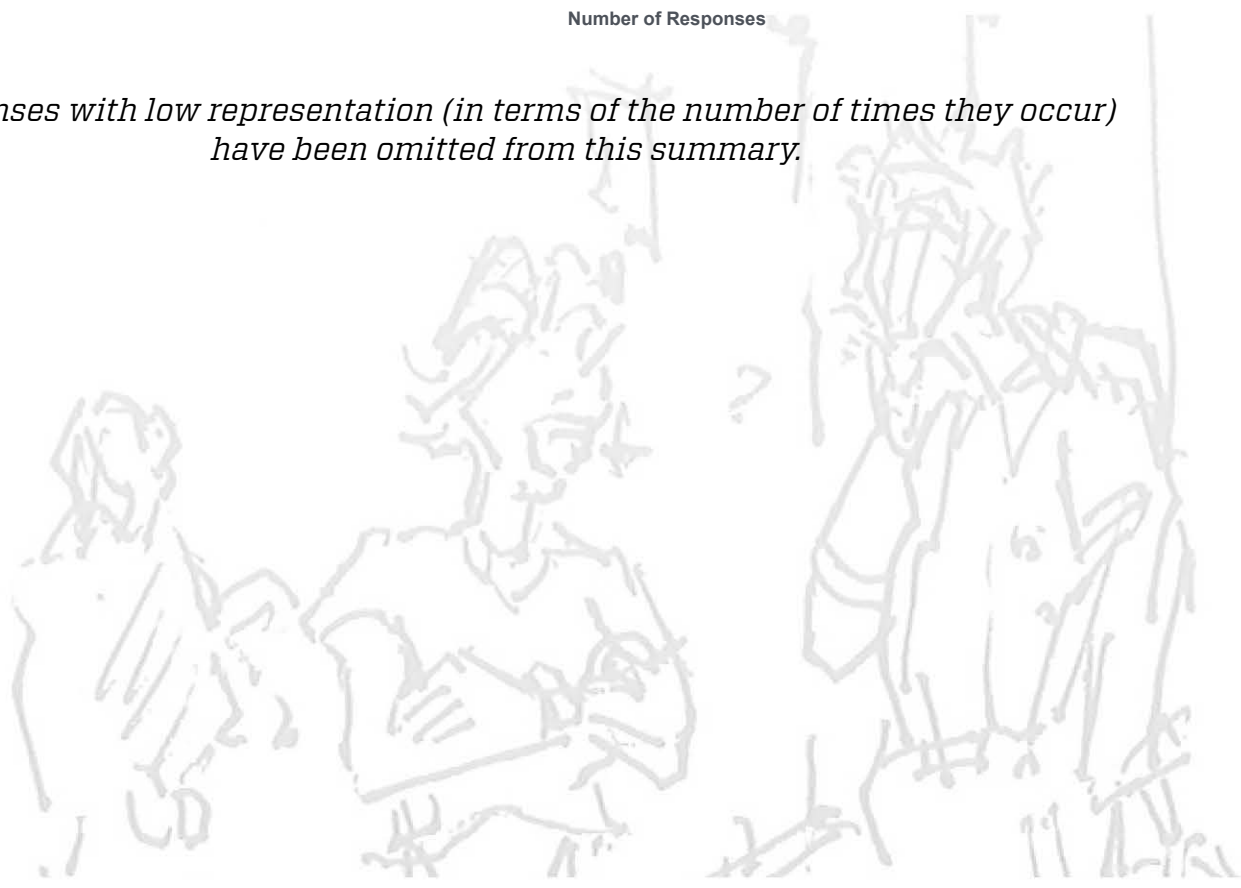 Number of Responses
nses with low representation (in terms of the number of times they occur)
have been omitted from this summary.
?